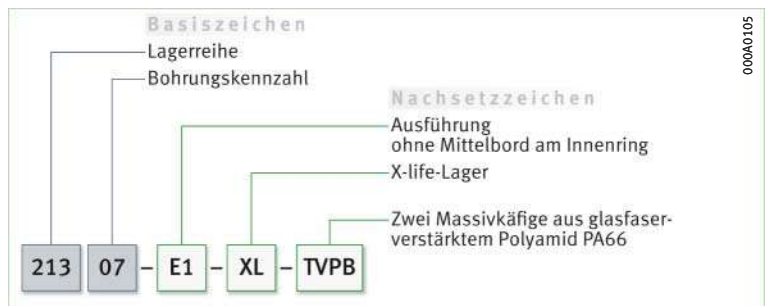 Basiszeichen
Lagerreihe
Bohrungskennzahl
Nachsetzzeichen
Ausführung
ohne Mittelbord am Innenring
X-life-Lager
Zwei Massivkäfige aus glasfaser-
verstärktem Polyamid PA66
213 07 – E1 – XL – TVPB
000A0105